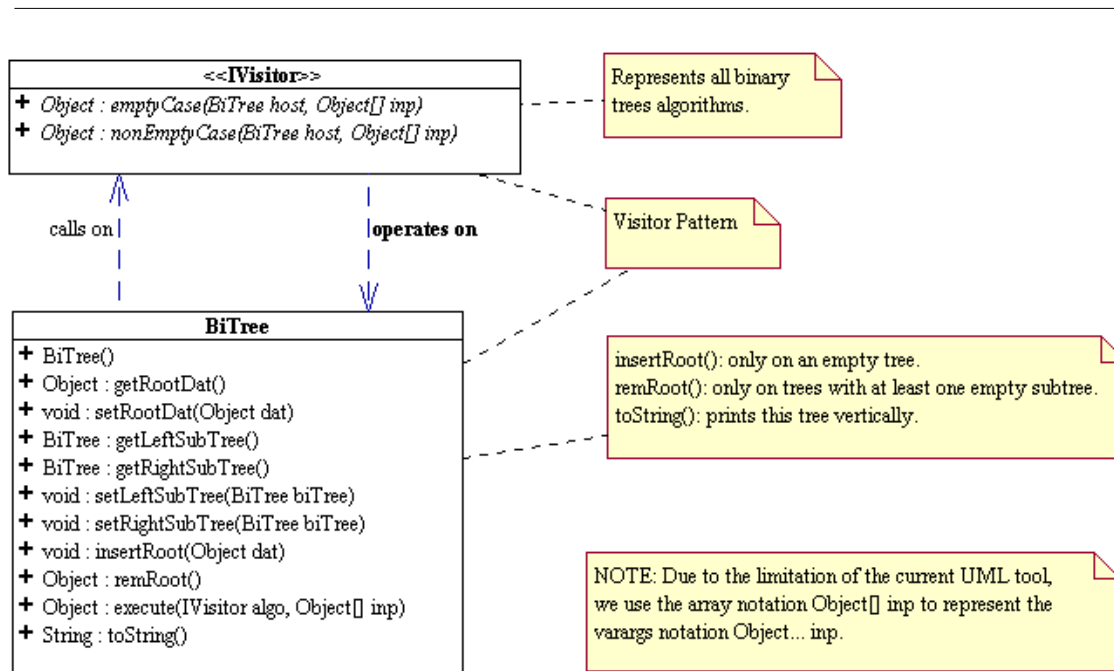 <<IVisitor>>
+ Object : emptyCase(BiTree host, Object[] inp)
+ Object : nonEmptyCase(BiTree host, Object[] inp)
Represents all binary
trees algorithms.
Visitor Pattern
calls on
operates on
BiTree
+ BiTree()
+ Object : getRootDat()
+ void : setRootDat(Object dat)
+ BiTree : getLeftSubTree()
+ BiTree : getRightSubTree()
+ void : setLeftSubTree(BiTree biTree)
+ void : setRightSubTree(BiTree biTree)
+ void : insertRoot(Object dat)
+ Object : remRoot()
+ Object : execute(IVisitor algo, Object[] inp)
+ String : toString()
insertRoot(): only on an empty tree.
remRoot(): only on trees with at least one empty subtree.
toString(): prints this tree vertically.
NOTE: Due to the limitation of the current UML tool,
we use the array notation Object[] inp to represent the
varargs notation Object... inp.